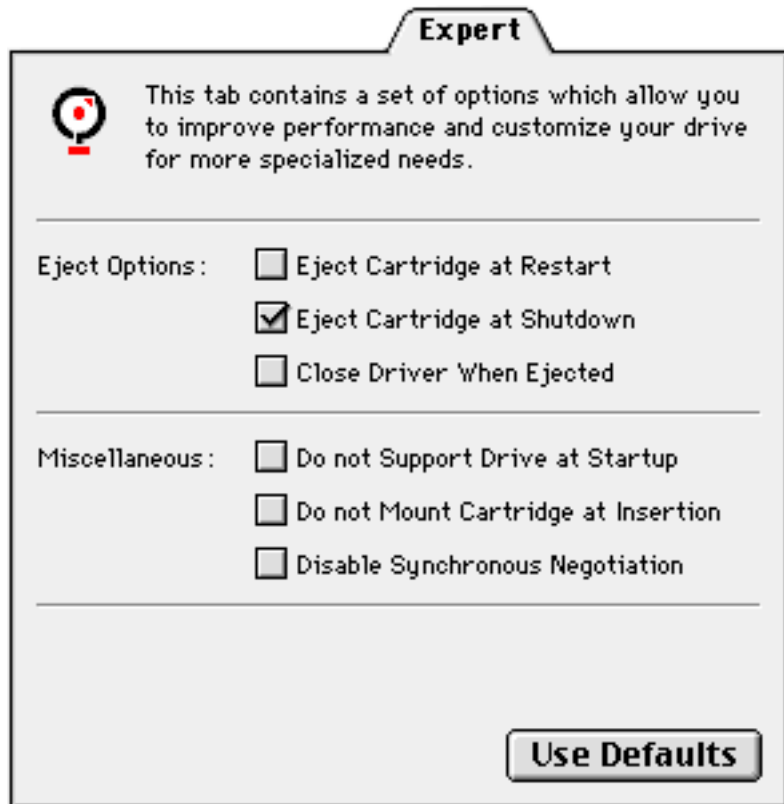 Expert
This tab contains a set of options which allow you
to improve performance and customize your drive
for more specialized needs.
Eject Options: Eject Cartridge at Restart
Eject Cartridge at Shutdown
Close Driver When Ejected
Miscellaneous: Do not Support Drive at Startup
Do not Mount Cartridge at Insertion
Disable Synchronous Negotiation
Use Defaults